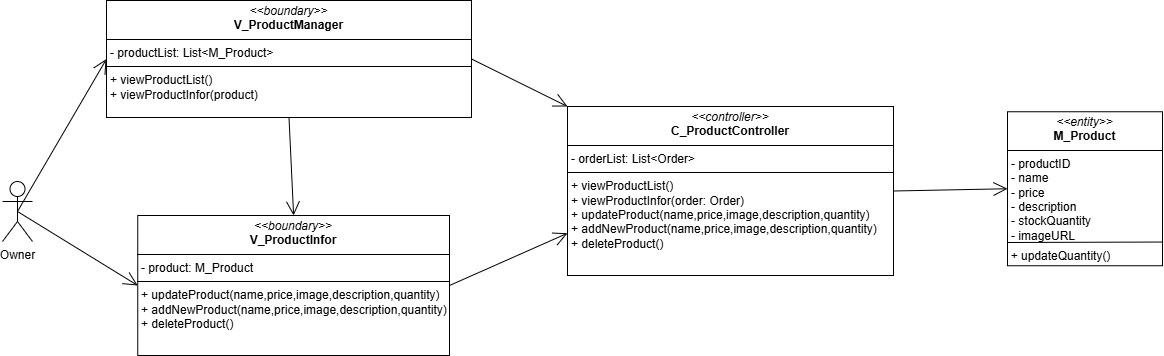 <<boundary>>
V_ProductManager
- productList: List<M_Product>
+ viewProductList()
+ viewProductInfor(product)
<<controller>>
C_ProductController
- orderList: List<Order>
+ viewProductList()
+ viewProductInfor(order: Order)
+ updateProduct(name,price,image,description,quantity)
+ addNewProduct(name,price,image,description,quantity)
+ deleteProduct()
<<entity>>
M_Product
- productID
- name
- price
- description
- stockQuantity
- imageURL
+ updateQuantity()
Owner
<<boundary>>
V_ProductInfor
- product: M_Product
+ updateProduct(name,price,image,description,quantity)
+ addNewProduct(name,price,image,description,quantity)
+ deleteProduct()